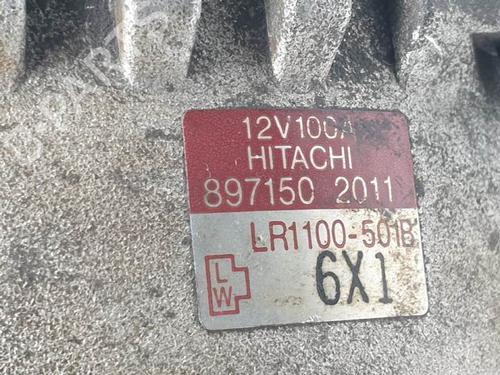 12V100A
HITACHI
897150 2011
LR1100-501B
LW
6X1